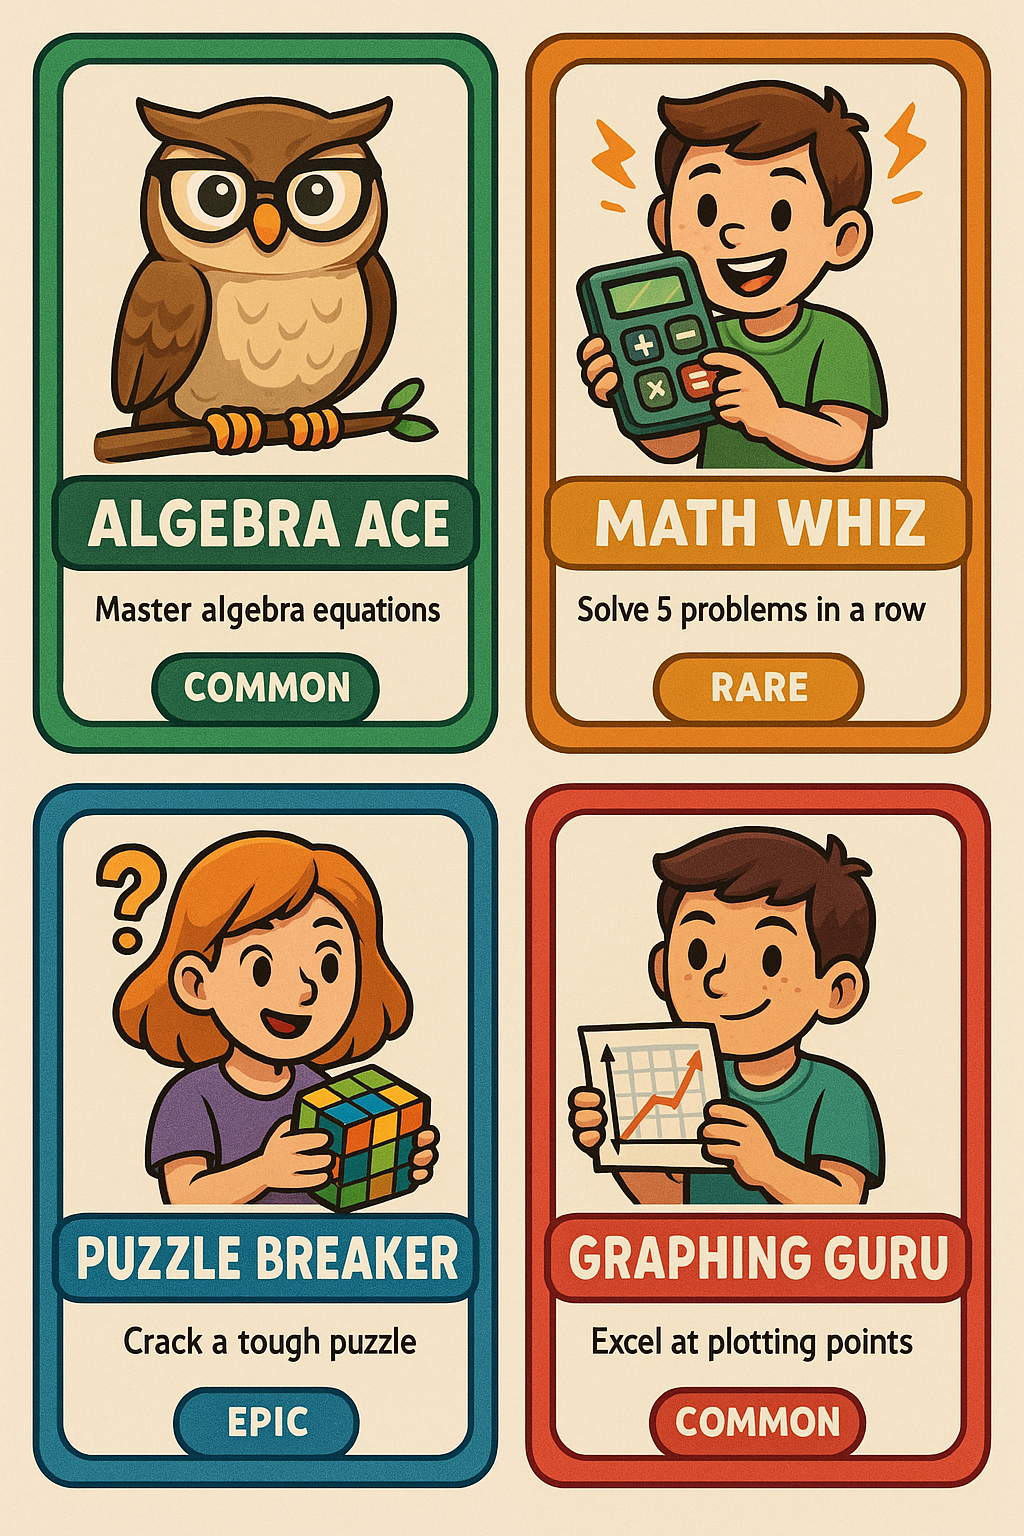 ALGEBRA ACE
Master algebra equations
COMMON
MATH WHIZ
Solve 5 problems in a row
RARE
PUZZLE BREAKER
Crack a tough puzzle
EPIC
GRAPHING GURU
Excel at plotting points
COMMON
+ −
× =
?